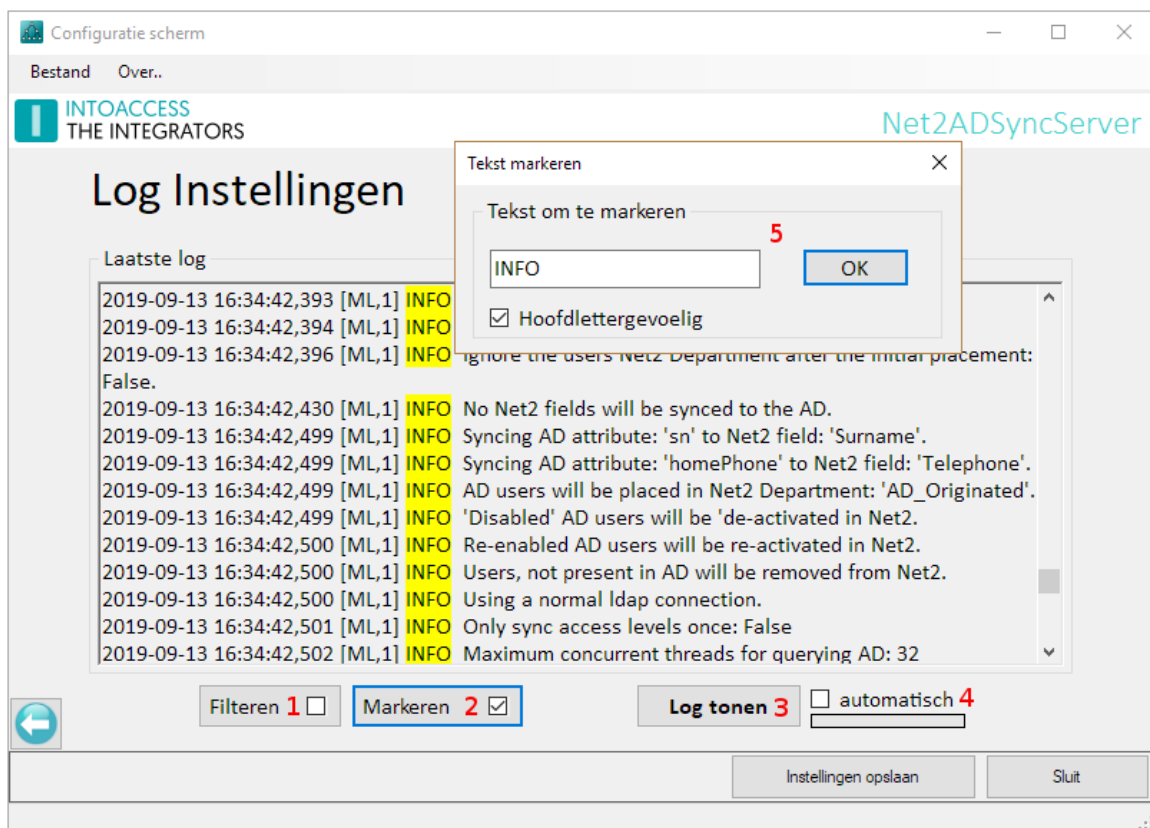 Configuratie scherm
Bestand Over..
INTOACCESS
THE INTEGRATORS
Net2ADSyncServer
Log Instellingen
Tekst markeren
Tekst om te markeren
5
INFO
OK
Hoofdlettergevoelig
Laatste log
2019-09-13 16:34:42,393 [ML,1] INFO
2019-09-13 16:34:42,394 [ML,1] INFO
2019-09-13 16:34:42,396 [ML,1] INFO Ignore the users Net2 Department after the initial placement:
False.
2019-09-13 16:34:42,430 [ML,1] INFO No Net2 fields will be synced to the AD.
2019-09-13 16:34:42,499 [ML,1] INFO Syncing AD attribute: 'sn' to Net2 field: 'Surname'.
2019-09-13 16:34:42,499 [ML,1] INFO Syncing AD attribute: 'homePhone' to Net2 field: 'Telephone'.
2019-09-13 16:34:42,499 [ML,1] INFO AD users will be placed in Net2 Department: 'AD_Originated'.
2019-09-13 16:34:42,499 [ML,1] INFO 'Disabled' AD users will be 'de-activated in Net2.
2019-09-13 16:34:42,500 [ML,1] INFO Re-enabled AD users will be re-activated in Net2.
2019-09-13 16:34:42,500 [ML,1] INFO Users, not present in AD will be removed from Net2.
2019-09-13 16:34:42,500 [ML,1] INFO Using a normal ldap connection.
2019-09-13 16:34:42,501 [ML,1] INFO Only sync access levels once: False
2019-09-13 16:34:42,502 [ML,1] INFO Maximum concurrent threads for querying AD: 32
Filteren 1 Markeren 2 Log tonen 3 automatisch 4
Instellingen opslaan Sluit